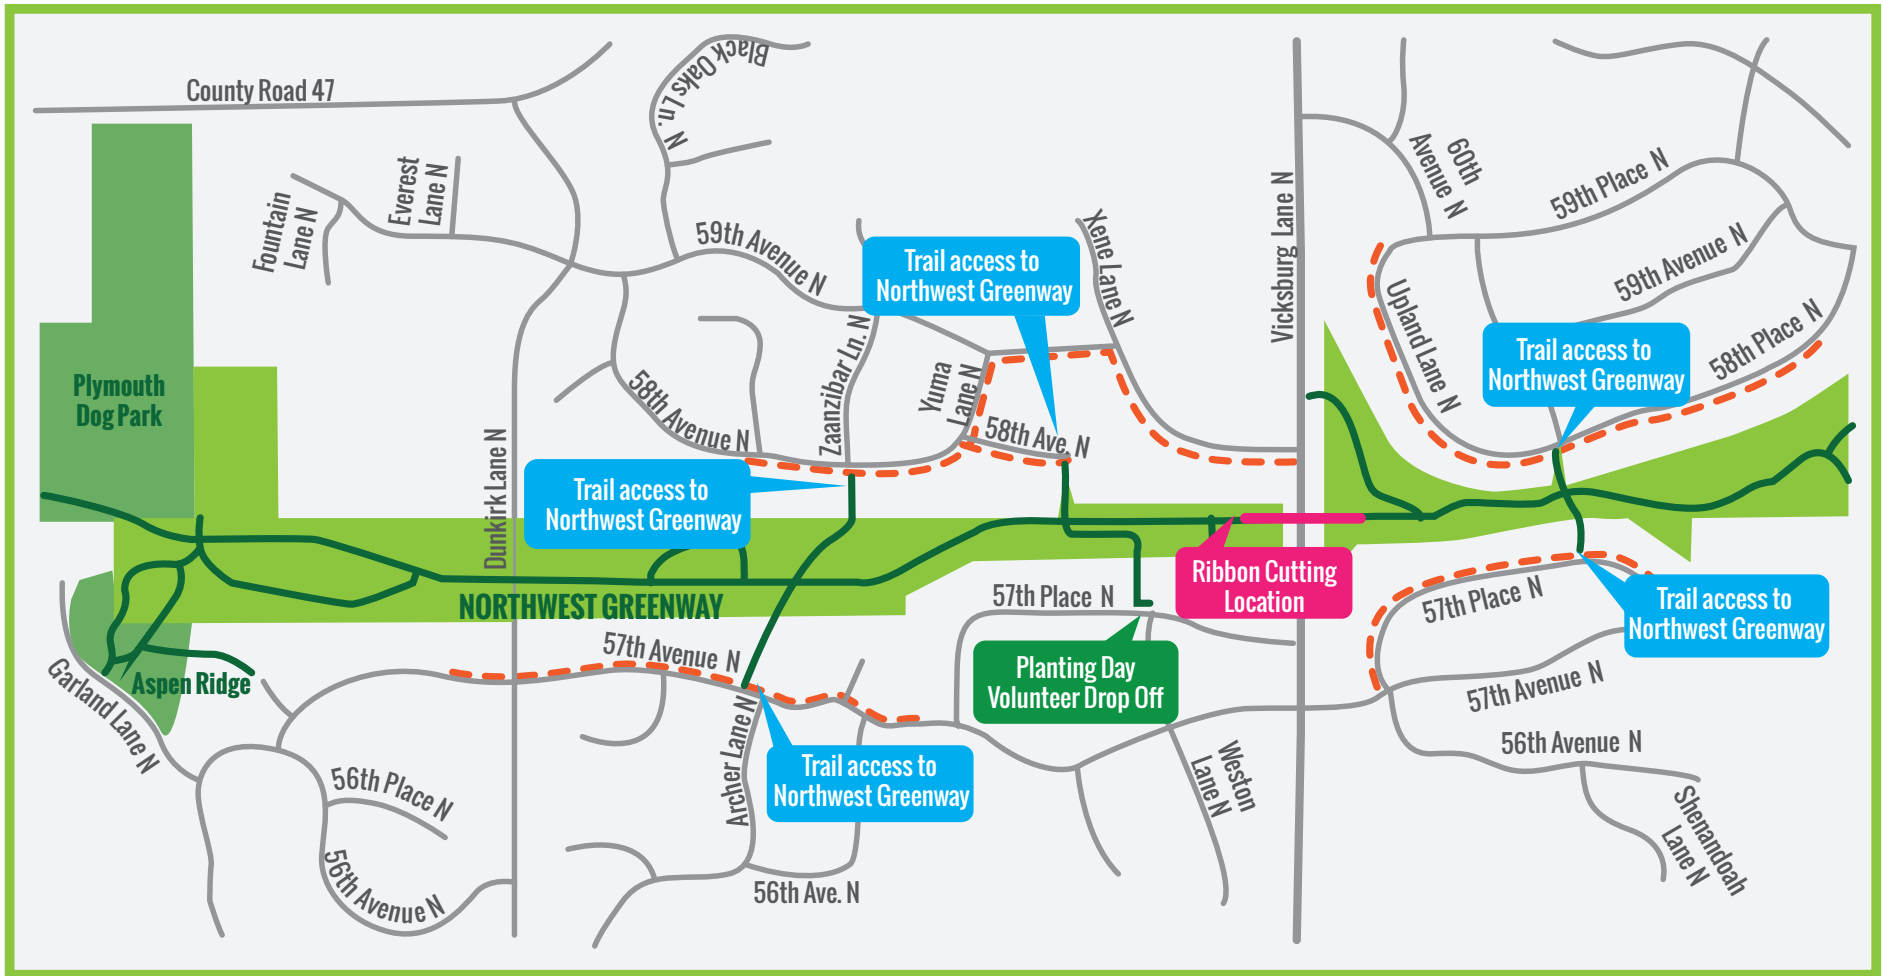 County Road 47
Black Oaks Ln. N
Fountain
Lane N
Everest
Lane N
59th Avenue N
Trail access to
Northwest Greenway
Xene Lane N
Vicksburg Lane N
60th
Avenue N
59th Place N
59th Avenue N
58th Place N
Upland Lane N
Trail access to
Northwest Greenway
Plymouth
Dog Park
Dunkirk Lane N
58th Avenue N
Zaanzibar Ln. N
Yuma
Lane N
58th Ave. N
Trail access to
Northwest Greenway
Ribbon Cutting
Location
NORTHWEST GREENWAY
57th Place N
57th Place N
Trail access to
Northwest Greenway
57th Avenue N
Planting Day
Volunteer Drop Off
Garland Lane N
Aspen Ridge
57th Avenue N
56th Avenue N
Archer Lane N
Trail access to
Northwest Greenway
Weston
Lane N
Shenandoah
Lane N
56th Place N
56th Avenue N
56th Ave. N